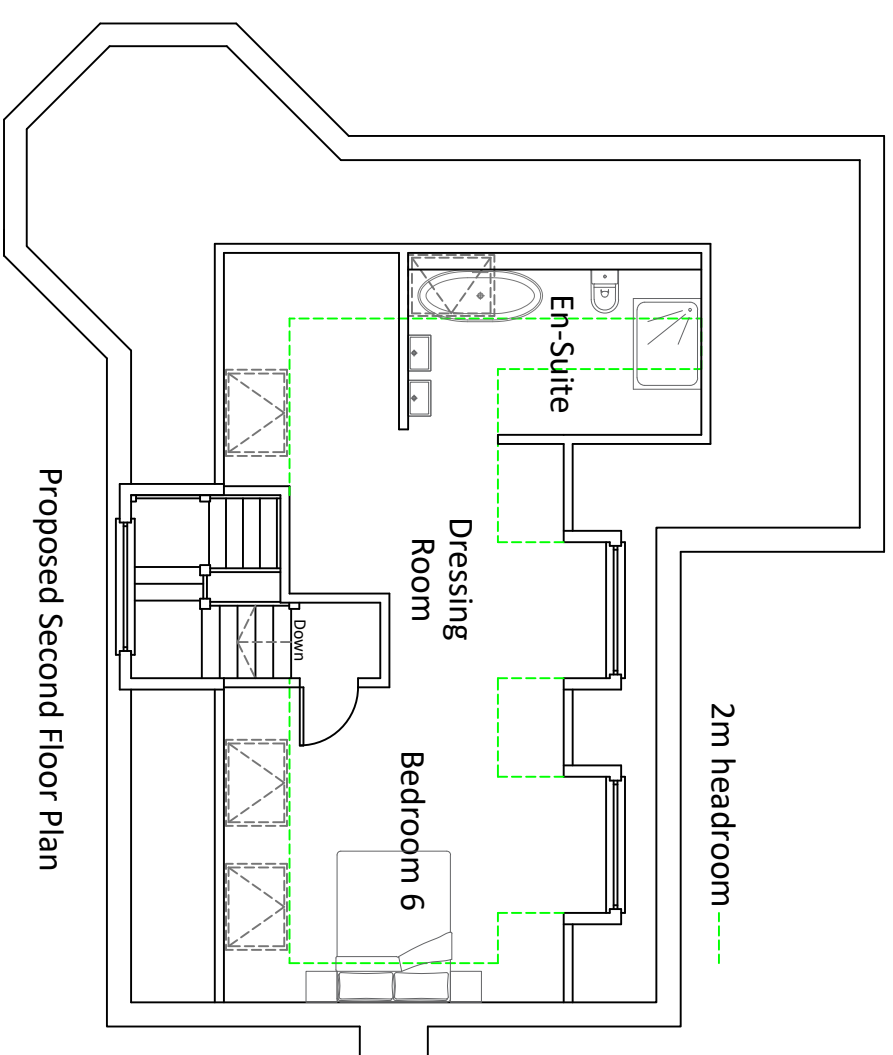 2m headroom
En-Suite
Dressing
Room
Bedroom 6
Down
Proposed Second Floor Plan